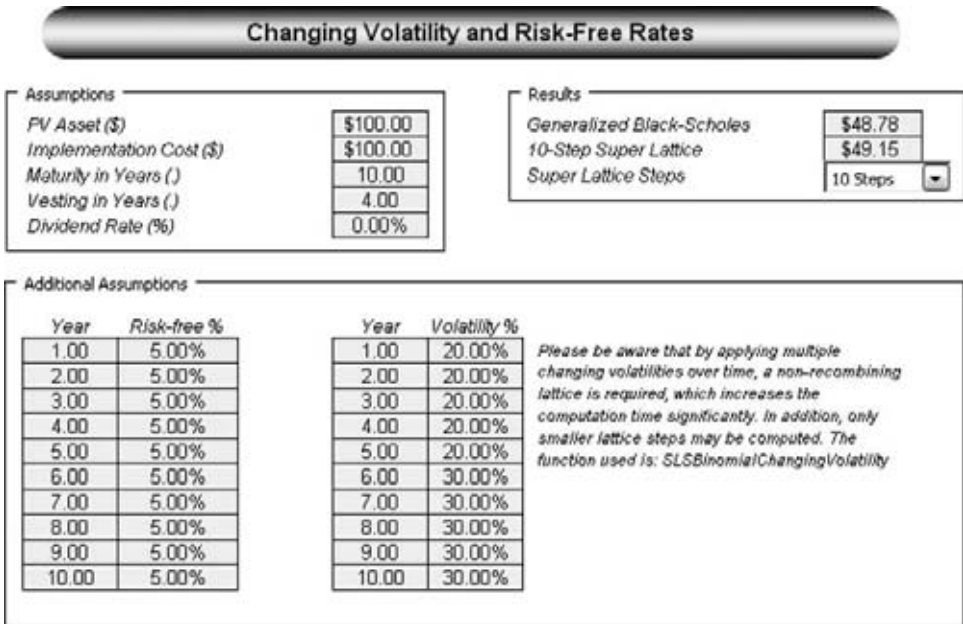 Changing Volatility and Risk-Free Rates
Assumptions
PV Asset ($) $100.00
Implementation Cost ($) $100.00
Maturity in Years (.) 10.00
Vesting in Years (.) 4.00
Dividend Rate (%) 0.00%
Results
Generalized Black-Scholes $48.78
10-Step Super Lattice $49.15
Super Lattice Steps 10 Steps
Additional Assumptions
Year Risk-free %
1.00 5.00%
2.00 5.00%
3.00 5.00%
4.00 5.00%
5.00 5.00%
6.00 5.00%
7.00 5.00%
8.00 5.00%
9.00 5.00%
10.00 5.00%
Year Volatility %
1.00 20.00%
2.00 20.00%
3.00 20.00%
4.00 20.00%
5.00 20.00%
6.00 30.00%
7.00 30.00%
8.00 30.00%
9.00 30.00%
10.00 30.00%
Please be aware that by applying multiple
changing volatilities over time, a non-recombining
lattice is required, which increases the
computation time significantly. In addition, only
smaller lattice steps may be computed. The
function used is: SLSBinomialChangingVolatility